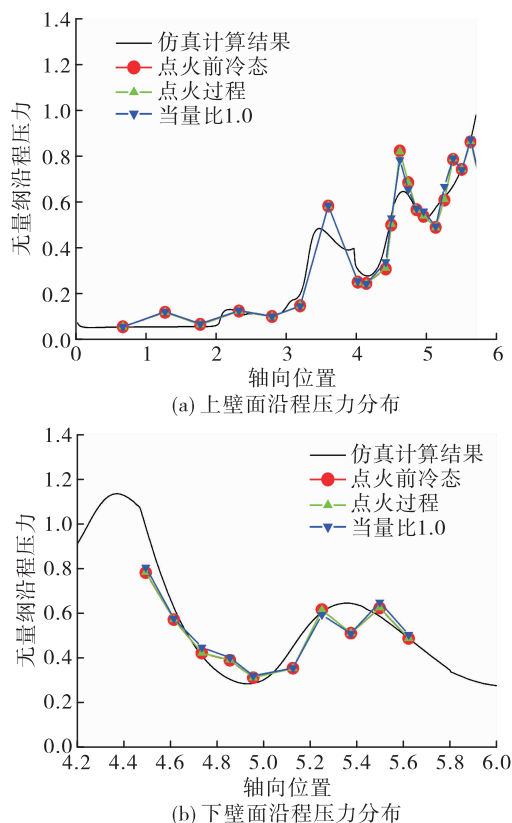 1.4
1.2
1.0
0.8
0.6
0.4
0.2
0.0
无量纲沿程压力
仿真计算结果
点火前冷态
点火过程
当量比1.0
0 1 2 3 4 5 6
轴向位置
(a) 上壁面沿程压力分布
1.4
1.2
1.0
0.8
0.6
0.4
0.2
0.0
无量纲沿程压力
仿真计算结果
点火前冷态
点火过程
当量比1.0
4.2 4.4 4.6 4.8 5.0 5.2 5.4 5.6 5.8 6.0
轴向位置
(b) 下壁面沿程压力分布